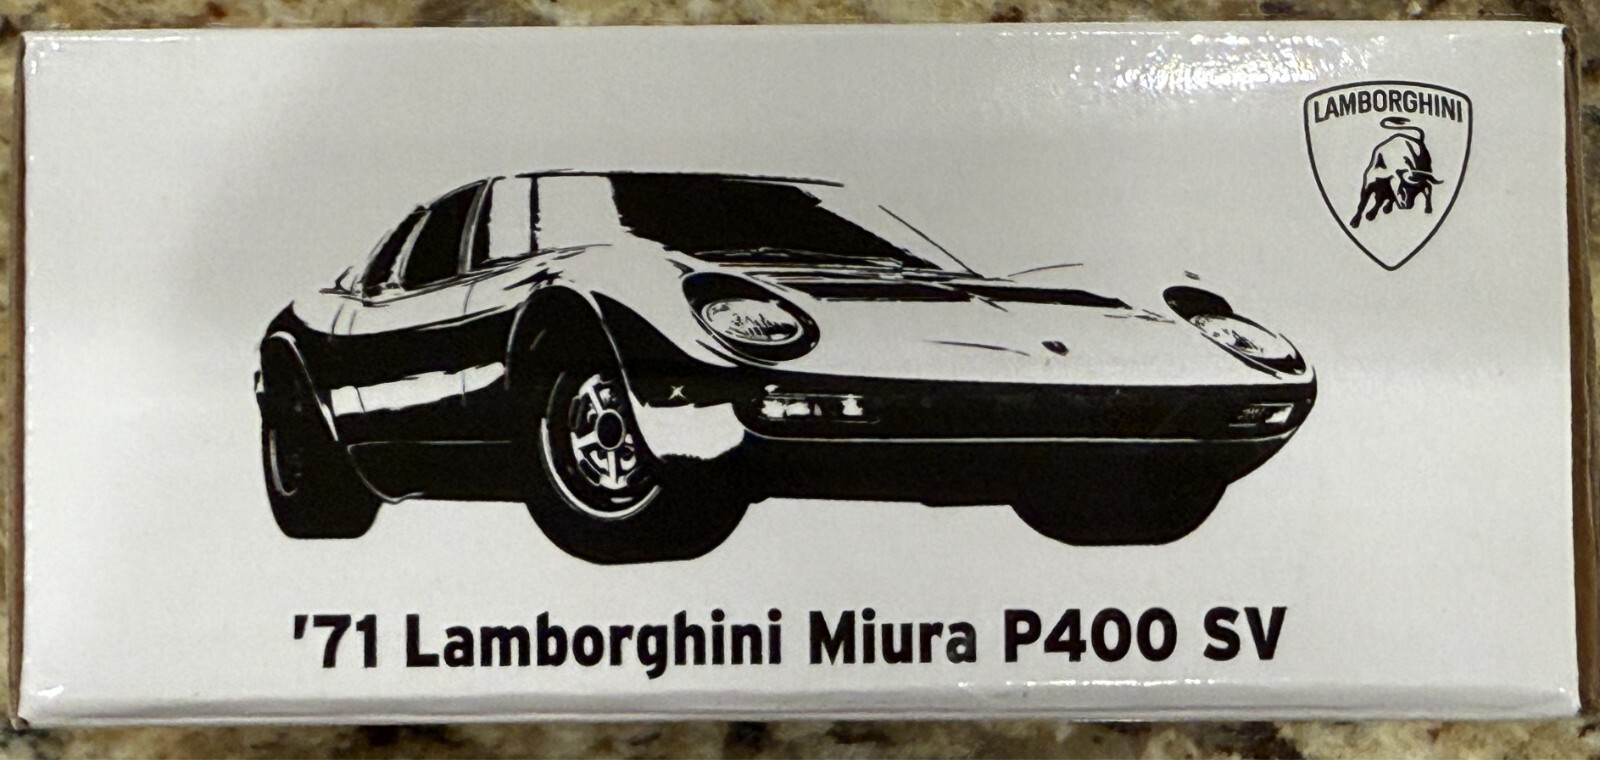 LAMBORGHINI
'71 Lamborghini Miura P400 SV